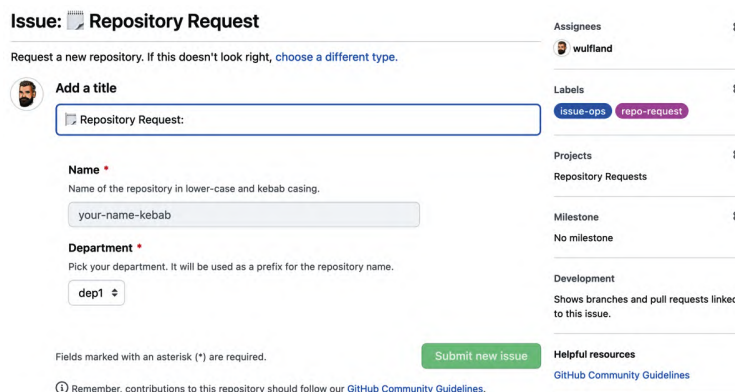 Issue: Repository Request
Request a new repository. If this doesn't look right, choose a different type.
Add a title
Repository Request:
Name *
Name of the repository in lower-case and kebab casing.
your-name-kebab
Department *
Pick your department. It will be used as a prefix for the repository name.
dep1
Fields marked with an asterisk (*) are required.
Submit new issue
Remember, contributions to this repository should follow our GitHub Community Guidelines.
Assignees
wulfland
Labels
issue-ops repo-request
Projects
Repository Requests
Milestone
No milestone
Development
Shows branches and pull requests linked
to this issue.
Helpful resources
GitHub Community Guidelines